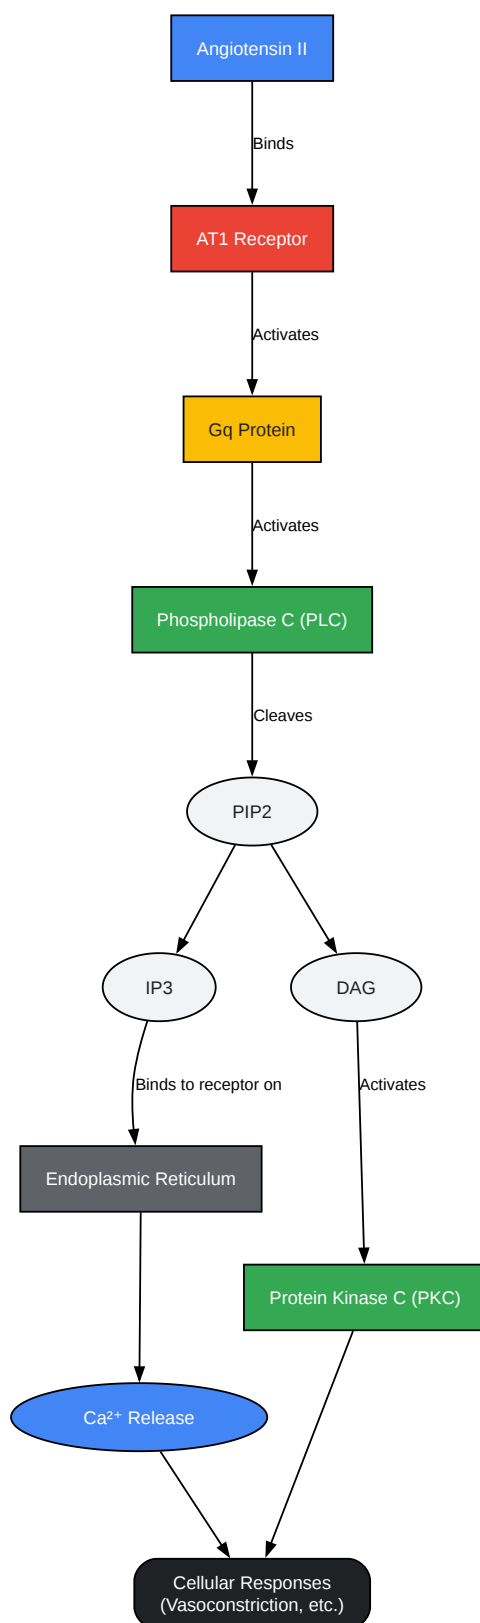 Angiotensin II
Binds
AT1 Receptor
Activates
Gq Protein
Activates
Phospholipase C (PLC)
Cleaves
PIP2
IP3
DAG
Binds to receptor on
Activates
Endoplasmic Reticulum
Protein Kinase C (PKC)
Ca²⁺ Release
Cellular Responses
(Vasoconstriction, etc.)